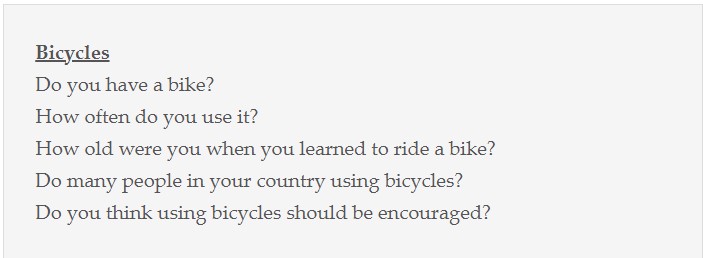 Bicycles
Do you have a bike?
How often do you use it?
How old were you when you learned to ride a bike?
Do many people in your country using bicycles?
Do you think using bicycles should be encouraged?